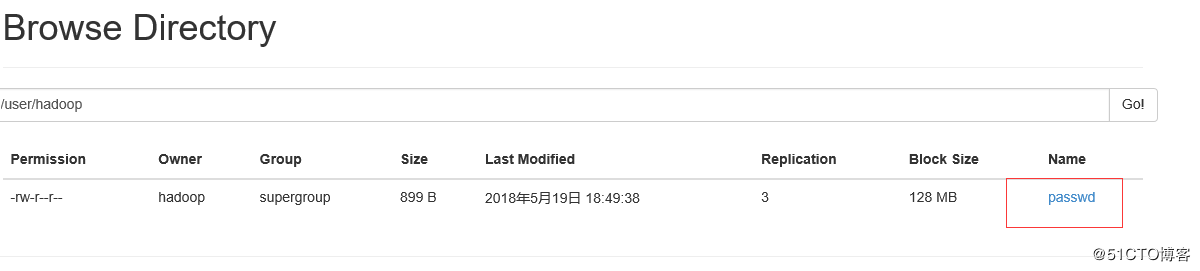 Browse Directory
/user/hadoop Go!
Permission Owner Group Size Last Modified Replication Block Size Name
-rw-r--r-- hadoop supergroup 899 B 2018年5月19日 18:49:38 3 128 MB passwd
@51CTO博客